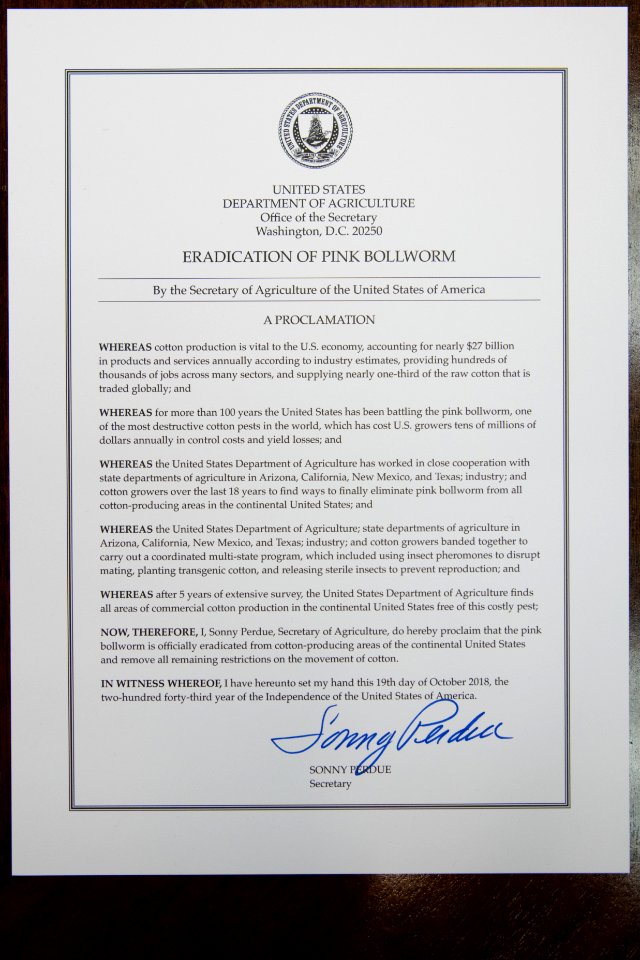 UNITED STATES DEPARTMENT OF AGRICULTURE
UNITED STATES
DEPARTMENT OF AGRICULTURE
Office of the Secretary
Washington, D.C. 20250
ERADICATION OF PINK BOLLWORM
By the Secretary of Agriculture of the United States of America
A PROCLAMATION
WHEREAS cotton production is vital to the U.S. economy, accounting for nearly $27 billion
in products and services annually according to industry estimates, providing hundreds of
thousands of jobs across many sectors, and supplying nearly one-third of the raw cotton that is
traded globally; and
WHEREAS for more than 100 years the United States has been battling the pink bollworm, one
of the most destructive cotton pests in the world, which has cost U.S. growers tens of millions of
dollars annually in control costs and yield losses; and
WHEREAS the United States Department of Agriculture has worked in close cooperation with
state departments of agriculture in Arizona, California, New Mexico, and Texas; industry; and
cotton growers over the last 18 years to find ways to finally eliminate pink bollworm from all
cotton-producing areas in the continental United States; and
WHEREAS the United States Department of Agriculture; state departments of agriculture in
Arizona, California, New Mexico, and Texas; industry; and cotton growers banded together to
carry out a coordinated multi-state program, which included using insect pheromones to disrupt
mating, planting transgenic cotton, and releasing sterile insects to prevent reproduction; and
WHEREAS after 5 years of extensive survey, the United States Department of Agriculture finds
all areas of commercial cotton production in the continental United States free of this costly pest;
NOW, THEREFORE, I, Sonny Perdue, Secretary of Agriculture, do hereby proclaim that the pink
bollworm is officially eradicated from cotton-producing areas of the continental United States
and remove all remaining restrictions on the movement of cotton.
IN WITNESS WHEREOF, I have hereunto set my hand this 19th day of October 2018, the
two-hundred forty-third year of the Independence of the United States of America.
Sonny Perdue
SONNY PERDUE
Secretary